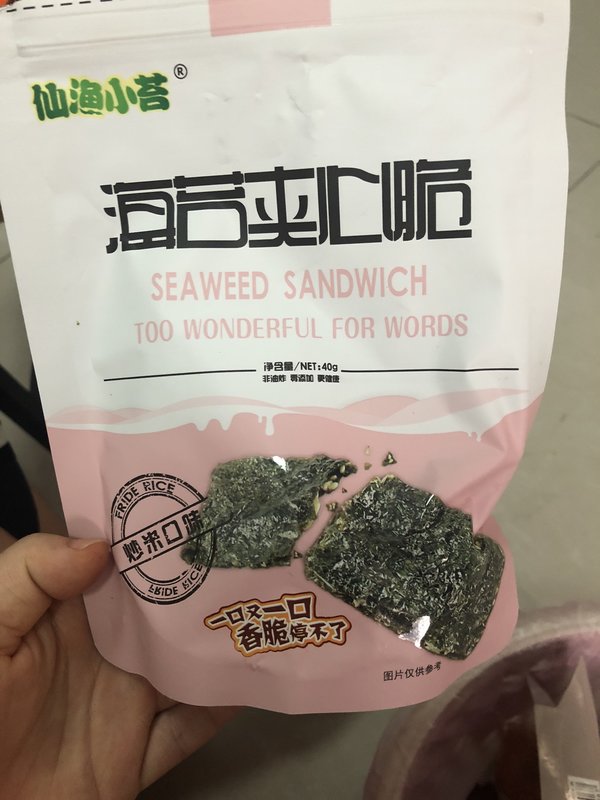 仙渔小苔®
海苔夹心脆
SEAWEED SANDWICH
TOO WONDERFUL FOR WORDS
净含量/NET:40g
非油炸 零添加 更健康
FRIDE RICE
炒米口味
FRIDE RICE
一口又一口
香脆停不了
图片仅供参考